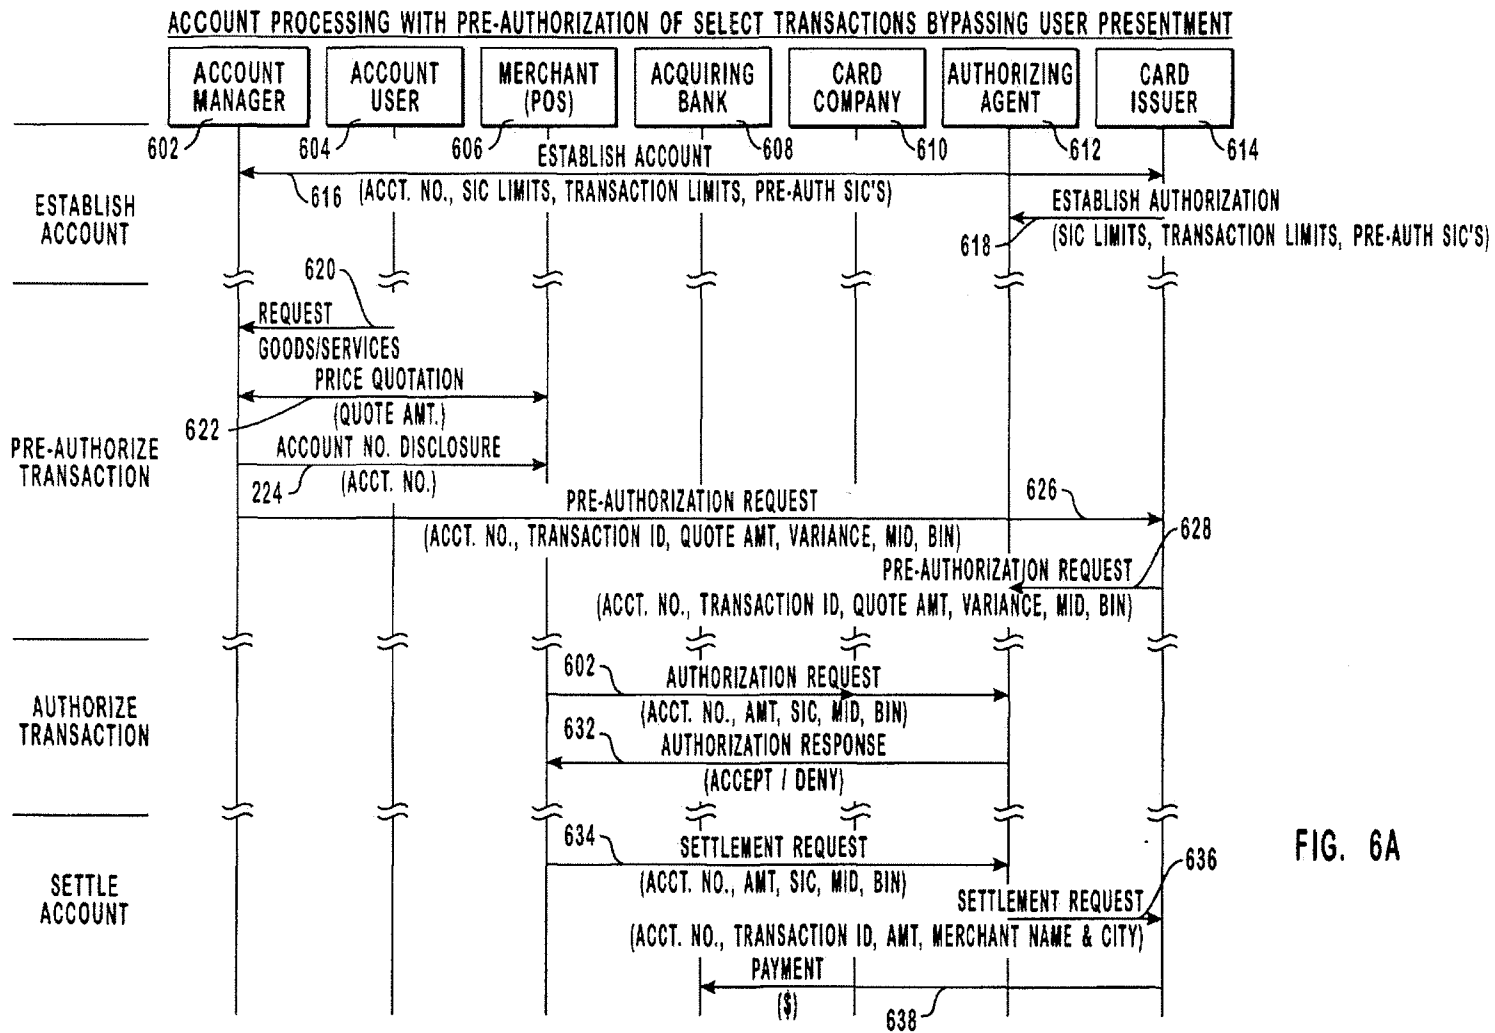 ACCOUNT PROCESSING WITH PRE-AUTHORIZATION OF SELECT TRANSACTIONS BYPASSING USER PRESENTMENT
ACCOUNT
MANAGER
ACCOUNT
USER
MERCHANT
(POS)
ACQUIRING
BANK
CARD
COMPANY
AUTHORIZING
AGENT
CARD
ISSUER
602
604
606
608
610
612
614
ESTABLISH
ACCOUNT
ESTABLISH ACCOUNT
616
(ACCT. NO., SIC LIMITS, TRANSACTION LIMITS, PRE-AUTH SIC'S)
ESTABLISH AUTHORIZATION
618
(SIC LIMITS, TRANSACTION LIMITS, PRE-AUTH SIC'S)
PRE-AUTHORIZE
TRANSACTION
620
REQUEST
GOODS/SERVICES
PRICE QUOTATION
(QUOTE AMT.)
622
ACCOUNT NO. DISCLOSURE
(ACCT. NO.)
224
PRE-AUTHORIZATION REQUEST
626
(ACCT. NO., TRANSACTION ID, QUOTE AMT, VARIANCE, MID, BIN)
628
PRE-AUTHORIZATION REQUEST
(ACCT. NO., TRANSACTION ID, QUOTE AMT, VARIANCE, MID, BIN)
AUTHORIZE
TRANSACTION
602
AUTHORIZATION REQUEST
(ACCT. NO., AMT, SIC, MID, BIN)
632
AUTHORIZATION RESPONSE
(ACCEPT / DENY)
SETTLE
ACCOUNT
634
SETTLEMENT REQUEST
(ACCT. NO., AMT, SIC, MID, BIN)
636
SETTLEMENT REQUEST
(ACCT. NO., TRANSACTION ID, AMT, MERCHANT NAME & CITY)
PAYMENT
($)
638
FIG. 6A